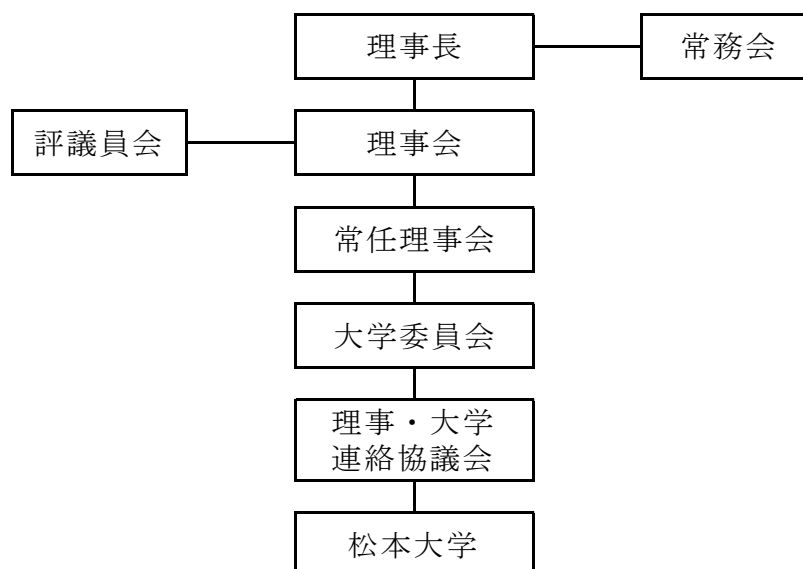 理事長
常務会
評議員会
理事会
常任理事会
大学委員会
理事・大学
連絡協議会
松本大学